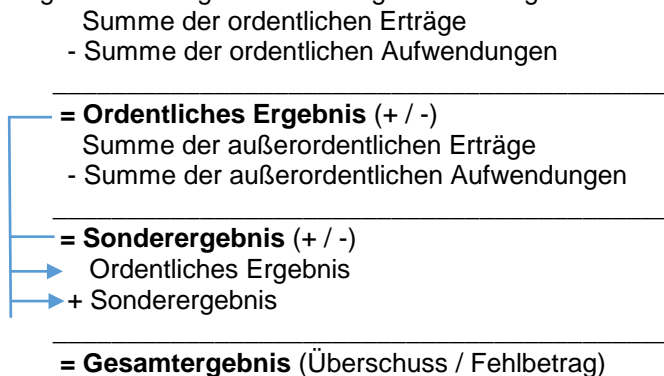 Summe der ordentlichen Erträge
- Summe der ordentlichen Aufwendungen
= Ordentliches Ergebnis (+ / -)
Summe der außerordentlichen Erträge
- Summe der außerordentlichen Aufwendungen
= Sonderergebnis (+ / -)
Ordentliches Ergebnis
+ Sonderergebnis
= Gesamtergebnis (Überschuss / Fehlbetrag)